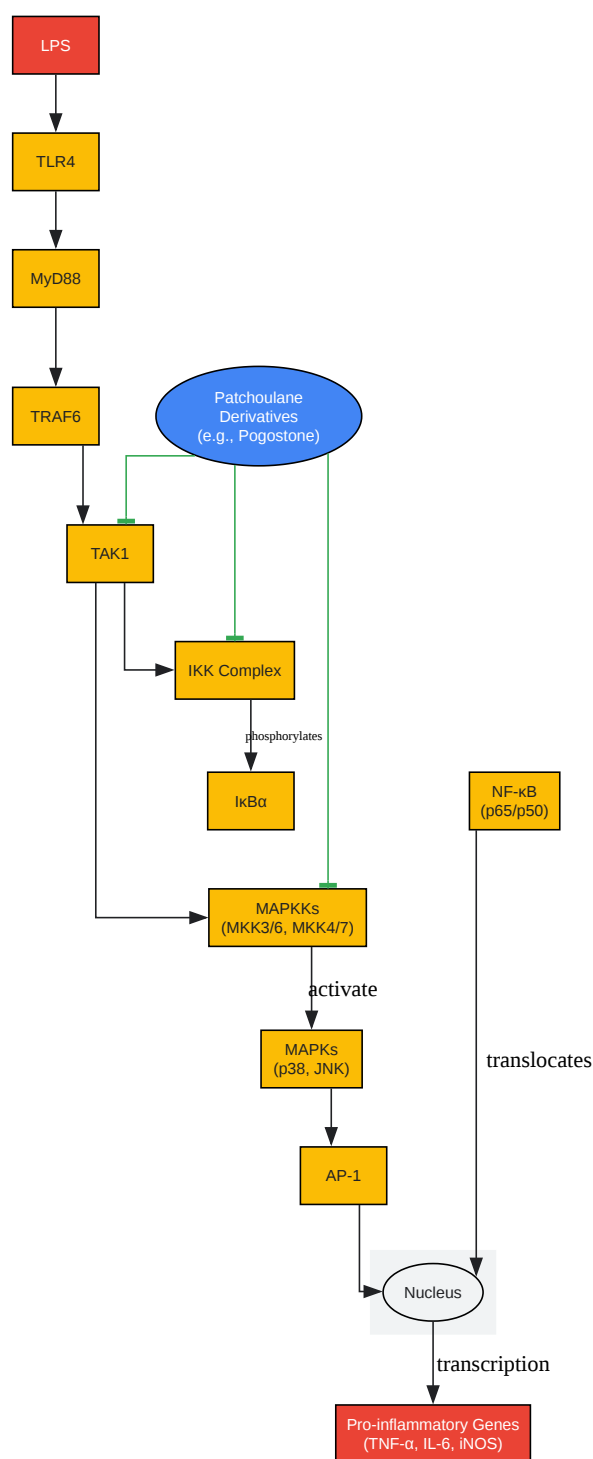 LPS
TLR4
MyD88
TRAF6
Patchoulane
Derivatives
(e.g., Pogostone)
TAK1
IKK Complex
phosphorylates
IκBα
NF-κB
(p65/p50)
MAPKKs
(MKK3/6, MKK4/7)
activate
MAPKs
(p38, JNK)
translocates
AP-1
Nucleus
transcription
Pro-inflammatory Genes
(TNF-α, IL-6, iNOS)